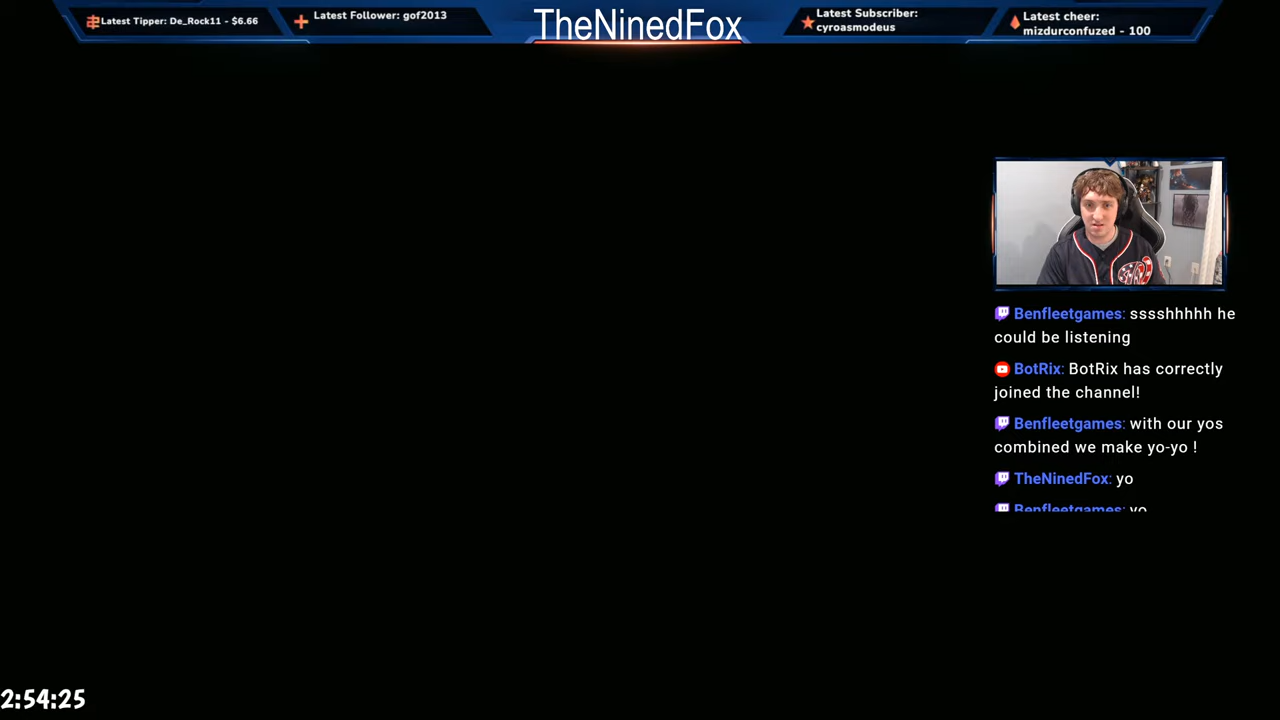 Latest Tipper: De_Rock11 - $6.66
Latest Follower: gof2013
TheNinedFox
Latest Subscriber:
cyroasmodeus
Latest cheer:
mizdurconfuzed - 100
Benfleetgames: sssshhhhh he
could be listening
BotRix: BotRix has correctly
joined the channel!
Benfleetgames: with our yos
combined we make yo-yo !
TheNinedFox: yo
Benfleetgames: yo
2:54:25